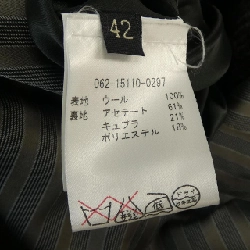 42
062-15110-0297
表地 ウール 100%
裏地 アセテート 61%
キュプラ 21%
ポリエステル